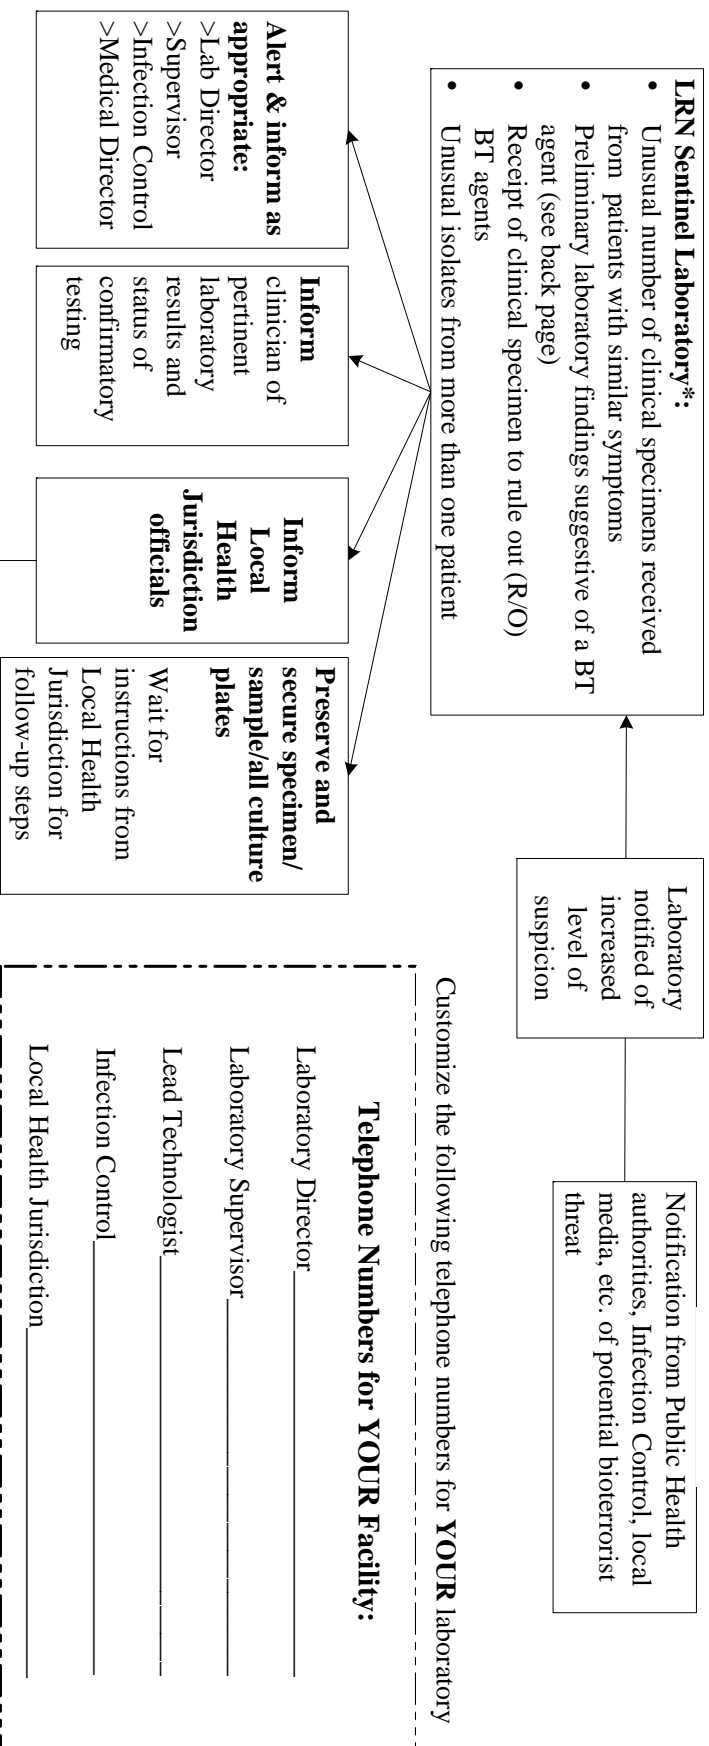 LRN Sentinel Laboratory*:
• Unusual number of clinical specimens received
from patients with similar symptoms
• Preliminary laboratory findings suggestive of a BT
agent (see back page)
• Receipt of clinical specimen to rule out (R/O)
BT agents
• Unusual isolates from more than one patient
Laboratory
notified of
increased
level of
suspicion
Notification from Public Health
authorities, Infection Control, local
media, etc. of potential bioterrorist
threat
Alert & inform as
appropriate:
>Lab Director
>Supervisor
>Infection Control
>Medical Director
Inform
clinician of
pertinent
laboratory
results and
status of
confirmatory
testing
Inform
Local
Health
Jurisdiction
officials
Preserve and
secure specimen/
sample/all culture
plates
Wait for
instructions from
Local Health
Jurisdiction for
follow-up steps
Customize the following telephone numbers for YOUR laboratory
Telephone Numbers for YOUR Facility:
Laboratory Director
Laboratory Supervisor
Lead Technologist
Infection Control
Local Health Jurisdiction